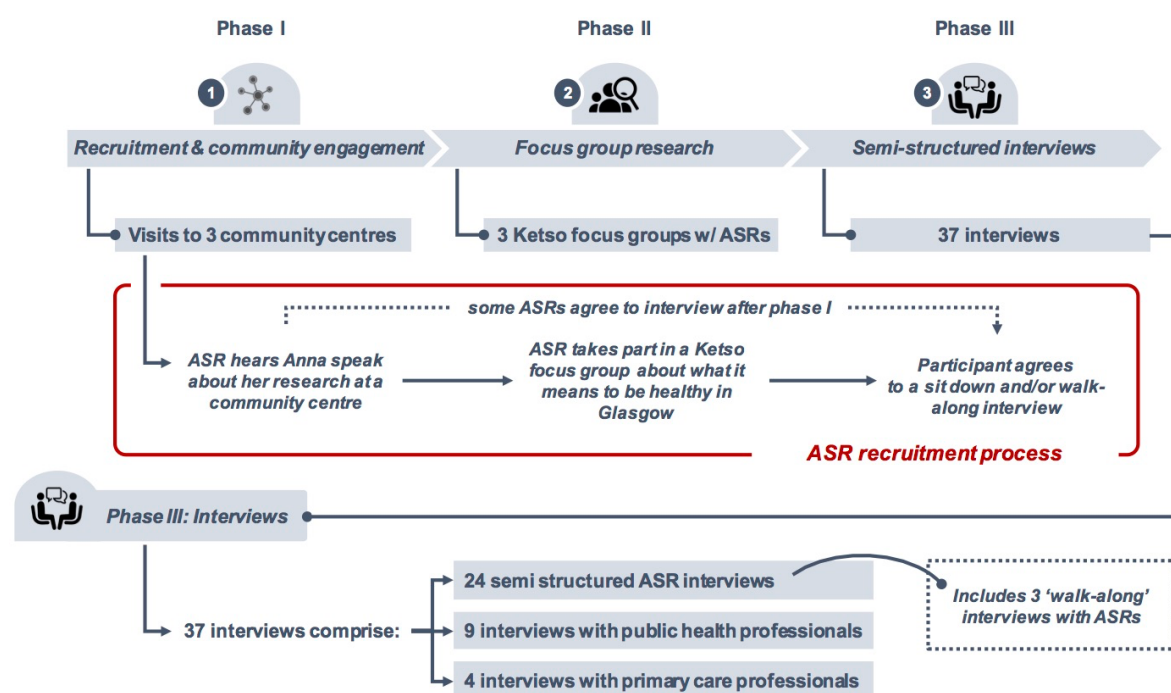 Phase I
Phase II
Phase III
1
2
3
Recruitment & community engagement
Focus group research
Semi-structured interviews
Visits to 3 community centres
3 Ketso focus groups w/ ASRs
37 interviews
some ASRs agree to interview after phase I
ASR hears Anna speak
about her research at a
community centre
ASR takes part in a Ketso
focus group about what it
means to be healthy in
Glasgow
Participant agrees
to a sit down and/or walk-
along interview
ASR recruitment process
Phase III: Interviews
37 interviews comprise:
24 semi structured ASR interviews
9 interviews with public health professionals
4 interviews with primary care professionals
Includes 3 ‘walk-along’
interviews with ASRs